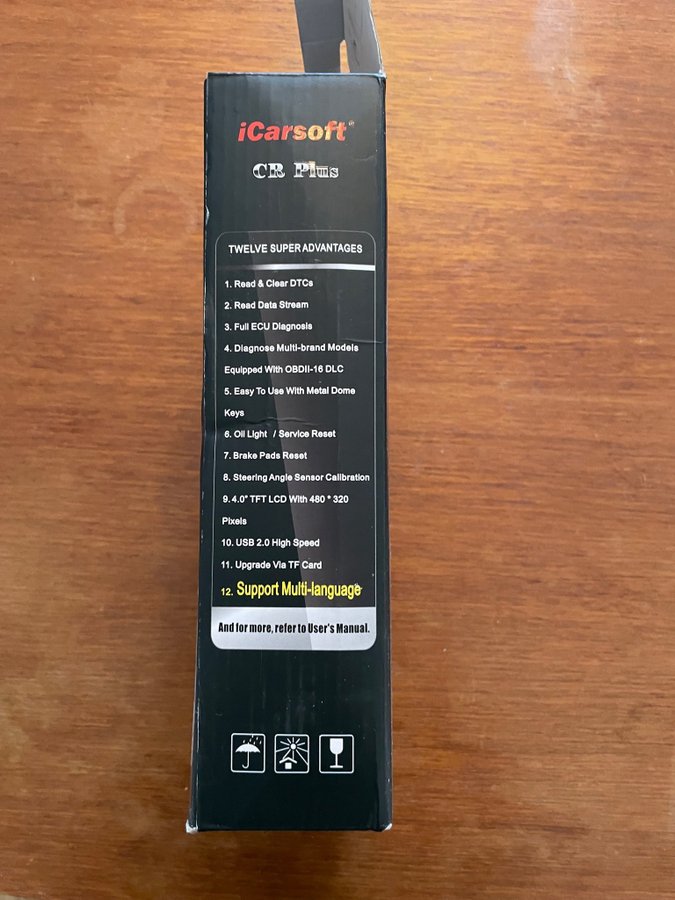 iCarsoft®
CR Plus
TWELVE SUPER ADVANTAGES
1. Read & Clear DTCs
2. Read Data Stream
3. Full ECU Diagnosis
4. Diagnose Multi-brand Models
Equipped With OBDII-16 DLC
5. Easy To Use With Metal Dome
Keys
6. Oil Light / Service Reset
7. Brake Pads Reset
8. Steering Angle Sensor Calibration
9. 4.0" TFT LCD With 480 * 320
Pixels
10. USB 2.0 High Speed
11. Upgrade Via TF Card
12. Support Multi-language
And for more, refer to User's Manual.